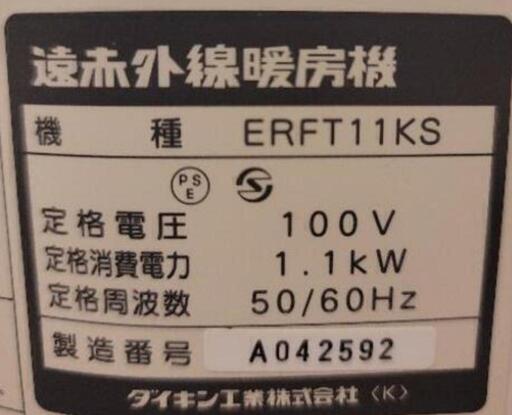 遠赤外線暖房機
機種 ERFT11KS
PSE
定格電圧 100V
定格消費電力 1.1kW
定格周波数 50/60Hz
製造番号 A042592
ダイキン工業株式会社〈K〉